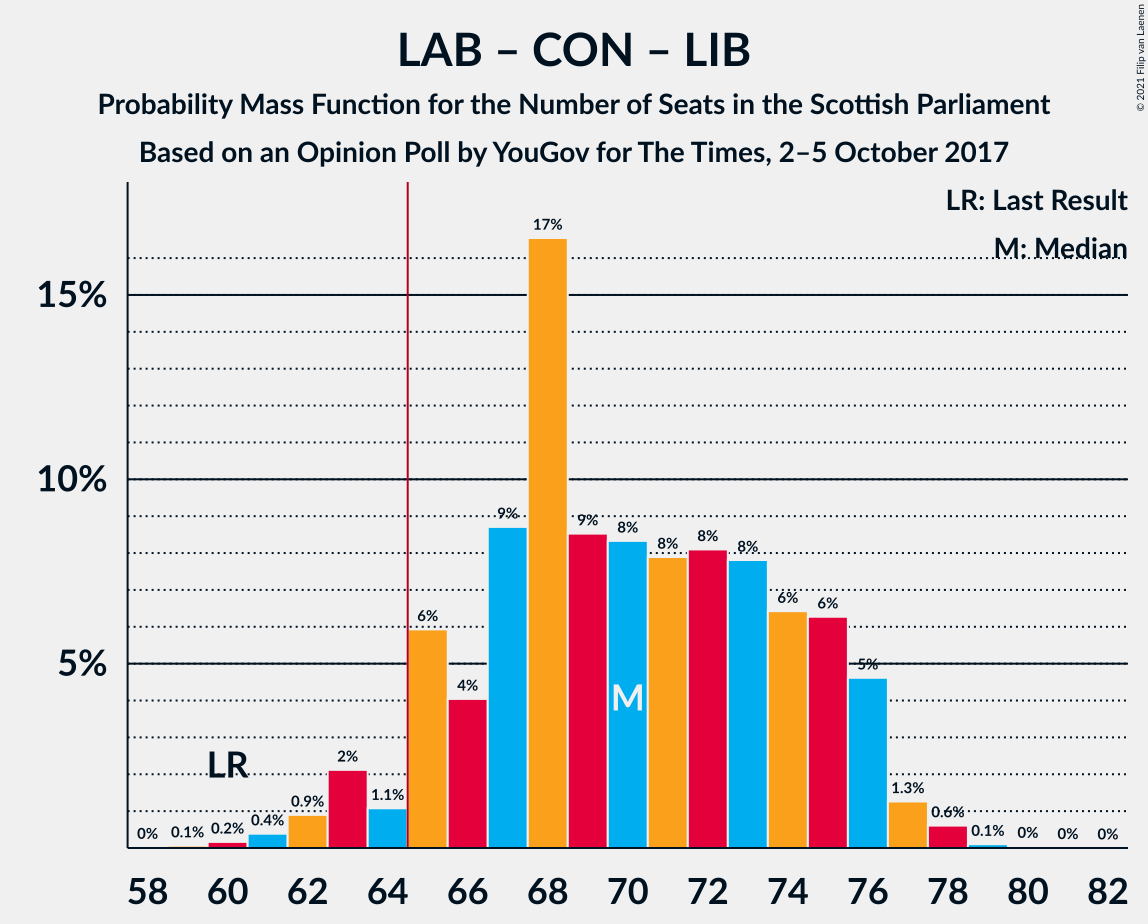 LAB – CON – LIB
Probability Mass Function for the Number of Seats in the Scottish Parliament
Based on an Opinion Poll by YouGov for The Times, 2–5 October 2017
© 2021 Filip van Laenen
LR: Last Result
M: Median
15%
10%
5%
0% 0.1% 0.2% 0.4% 0.9% 2% 1.1% 6% 4% 9% 17% 9% 8% 8% 8% 8% 6% 6% 5% 1.3% 0.6% 0.1% 0% 0% 0%
LR
M
58 60 62 64 66 68 70 72 74 76 78 80 82